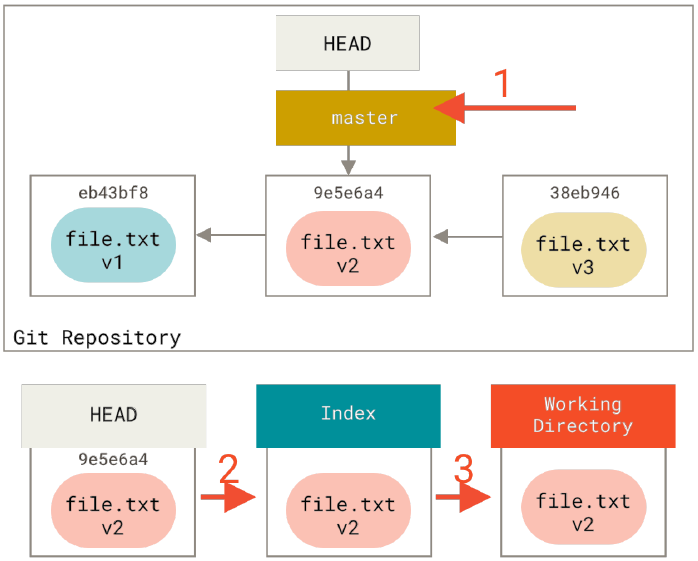 HEAD
1
master
eb43bf8
9e5e6a4
38eb946
file.txt
v1
file.txt
v2
file.txt
v3
Git Repository
HEAD
Index
Working
Directory
9e5e6a4
2
3
file.txt
v2
file.txt
v2
file.txt
v2